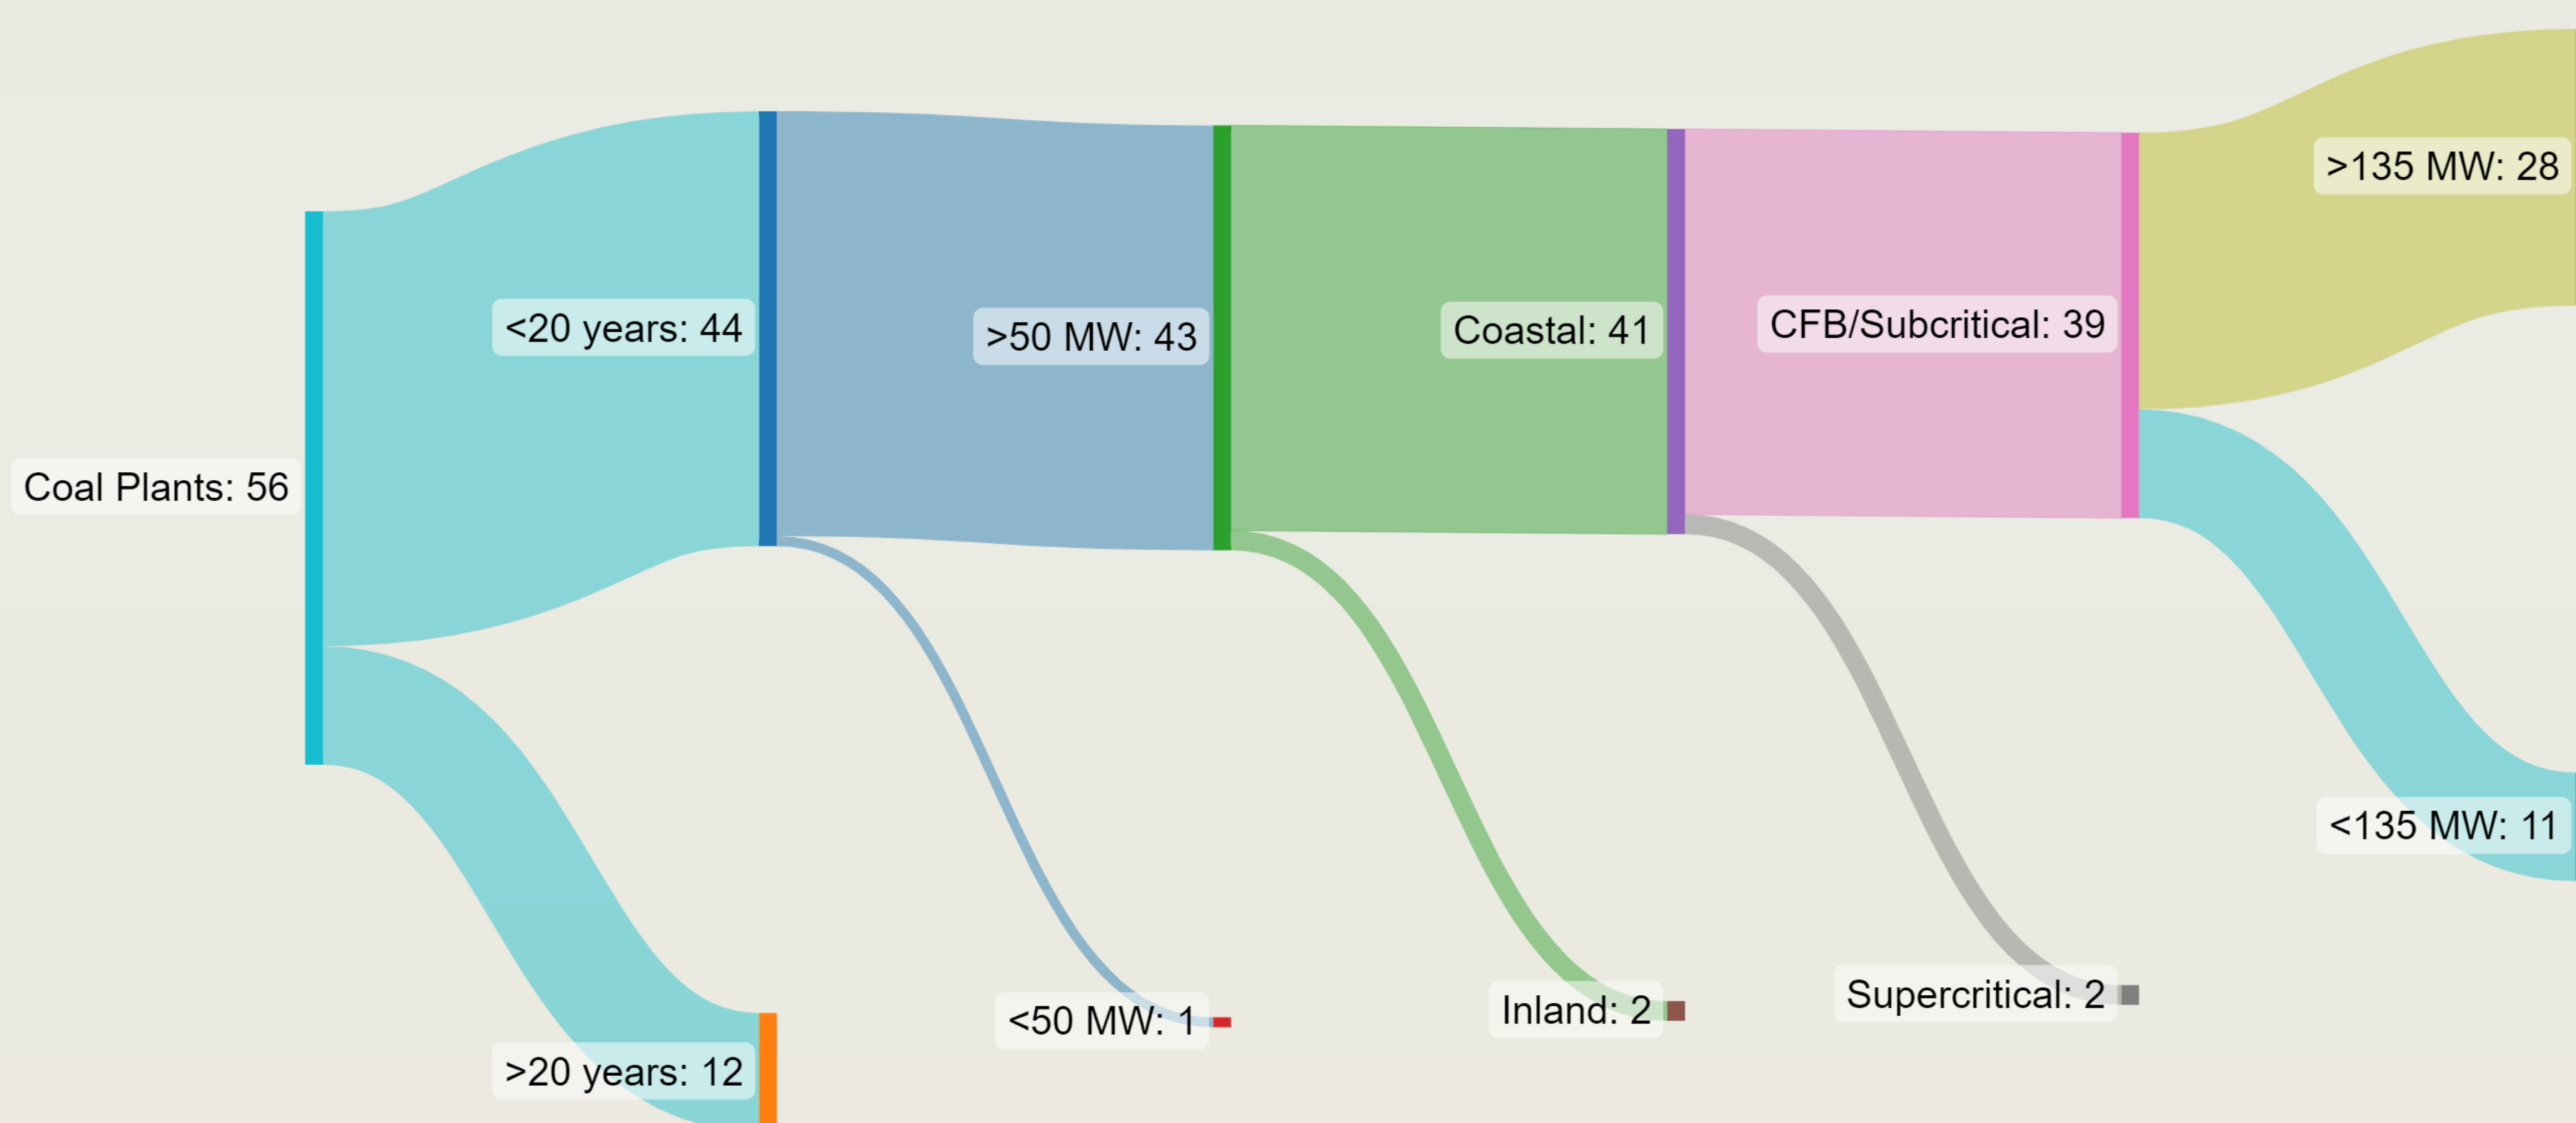 Coal Plants: 56
<20 years: 44
>20 years: 12
>50 MW: 43
<50 MW: 1
Coastal: 41
Inland: 2
CFB/Subcritical: 39
Supercritical: 2
>135 MW: 28
<135 MW: 11